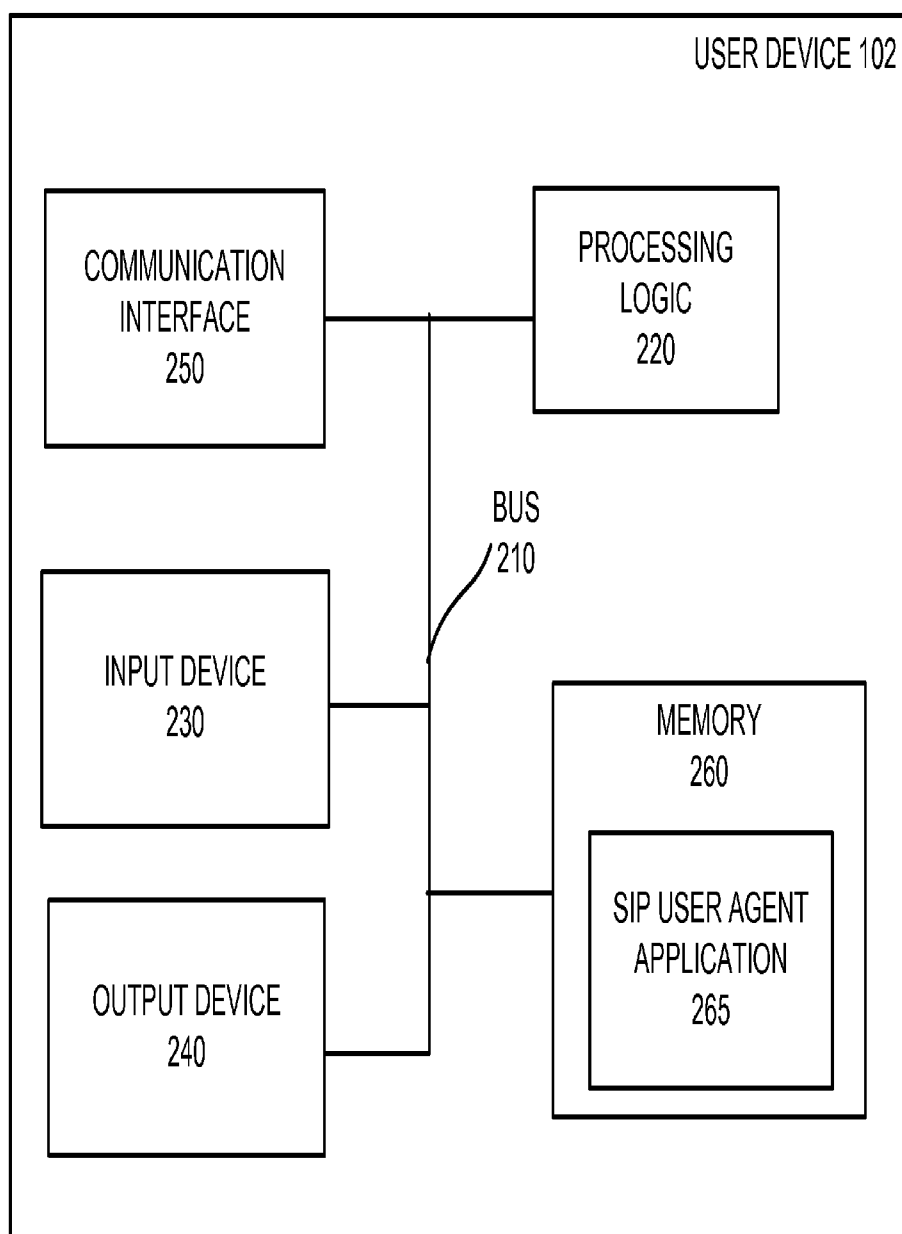 USER DEVICE 102
COMMUNICATION
INTERFACE
250
PROCESSING
LOGIC
220
BUS
210
INPUT DEVICE
230
MEMORY
260
SIP USER AGENT
APPLICATION
265
OUTPUT DEVICE
240